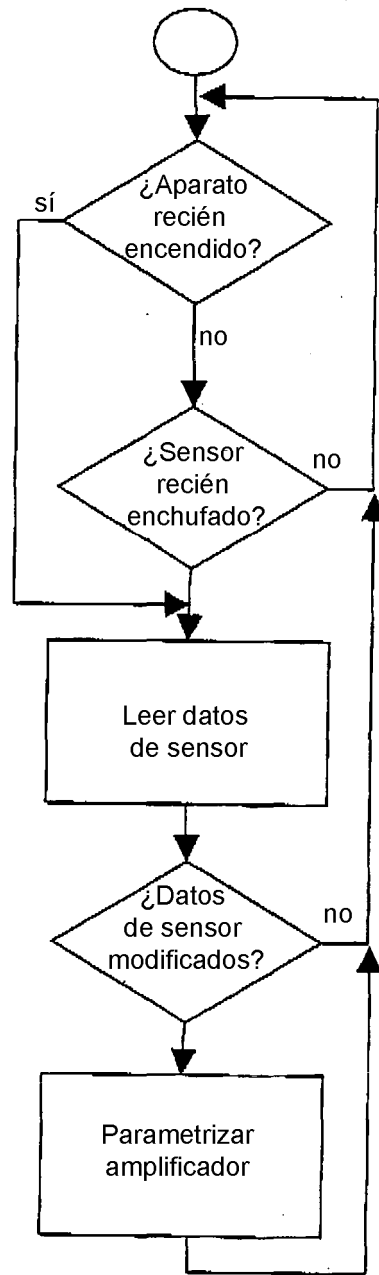 ¿Aparato
recién
encendido?
sí
no
¿Sensor
recién
enchufado?
no
Leer datos
de sensor
¿Datos
de sensor
modificados?
no
Parametrizar
amplificador